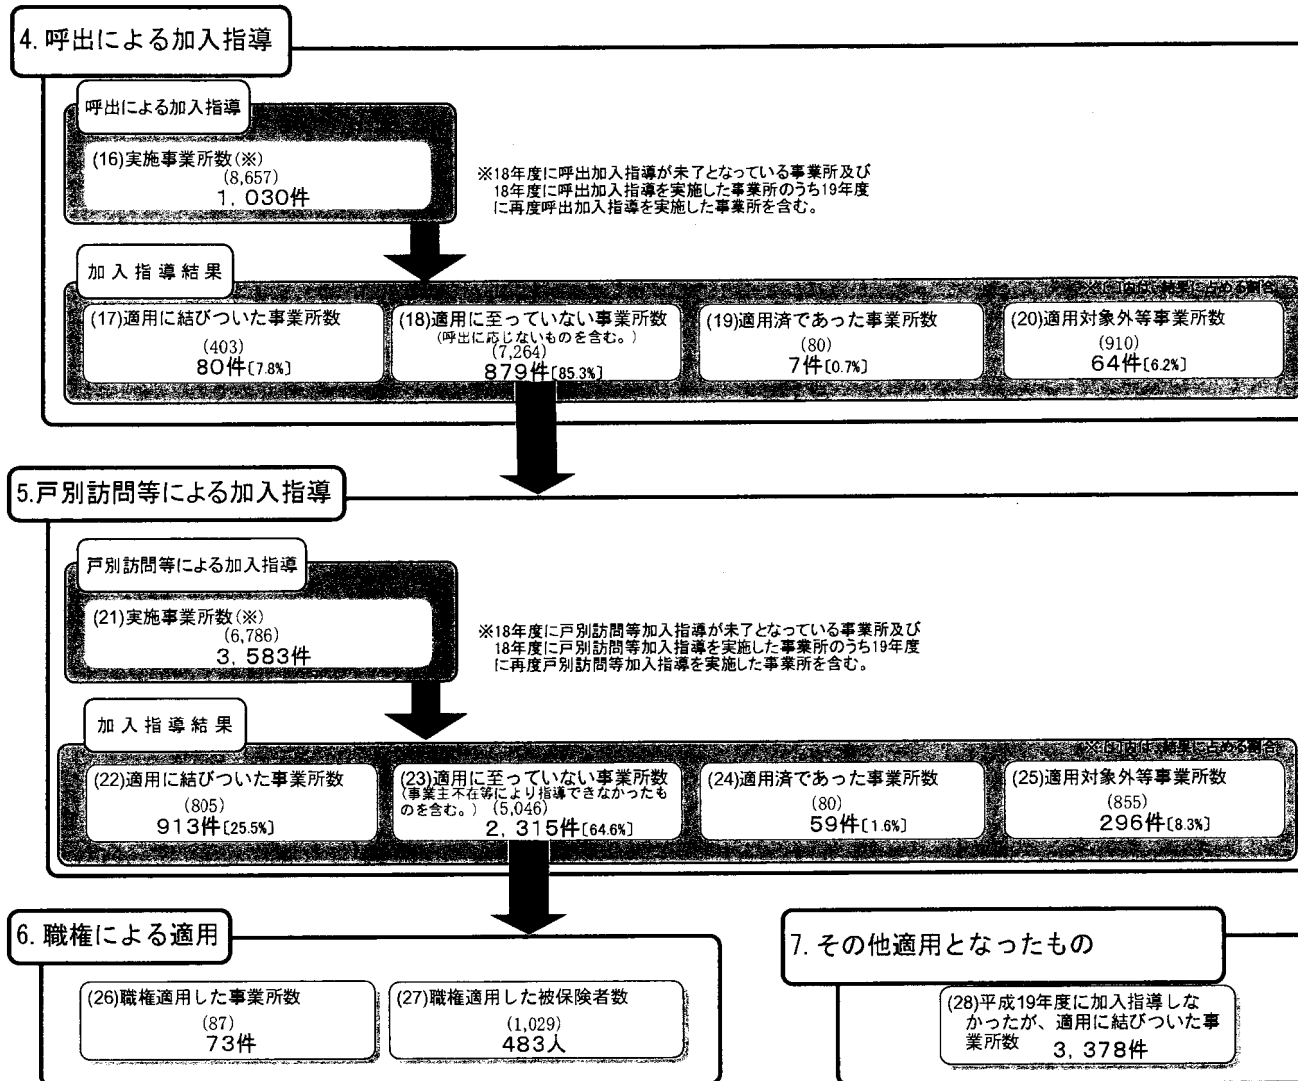 4. 呼出による加入指導
呼出による加入指導
(16)実施事業所数(※)
(8,657)
1, 030件
※18年度に呼出加入指導が未了となっている事業所及び
18年度に呼出加入指導を実施した事業所のうち19年度
に再度呼出加入指導を実施した事業所を含む。
加 入 指 導 結 果
※〔 〕内は、結果に占める割合
(17)適用に結びついた事業所数
(403)
80件〔7.8%〕
(18)適用に至っていない事業所数
(呼出に応じないものを含む。)
(7,264)
879件〔85.3%〕
(19)適用済であった事業所数
(80)
7件〔0.7%〕
(20)適用対象外等事業所数
(910)
64件〔6.2%〕
5.戸別訪問等による加入指導
戸別訪問等による加入指導
(21)実施事業所数(※)
(6,786)
3, 583件
※18年度に戸別訪問等加入指導が未了となっている事業所及び
18年度に戸別訪問等加入指導を実施した事業所のうち19年度
に再度戸別訪問等加入指導を実施した事業所を含む。
加 入 指 導 結 果
※〔 〕内は、結果に占める割合
(22)適用に結びついた事業所数
(805)
913件〔25.5%〕
(23)適用に至っていない事業所数
(事業主不在等により指導できなかったも
のを含む。) (5,046)
2, 315件〔64.6%〕
(24)適用済であった事業所数
(80)
59件〔1.6%〕
(25)適用対象外等事業所数
(855)
296件〔8.3%〕
6. 職権による適用
(26)職権適用した事業所数
(87)
73件
(27)職権適用した被保険者数
(1,029)
483人
7. その他適用となったもの
(28)平成19年度に加入指導しな
かったが、適用に結びついた事
業所数 3, 378件